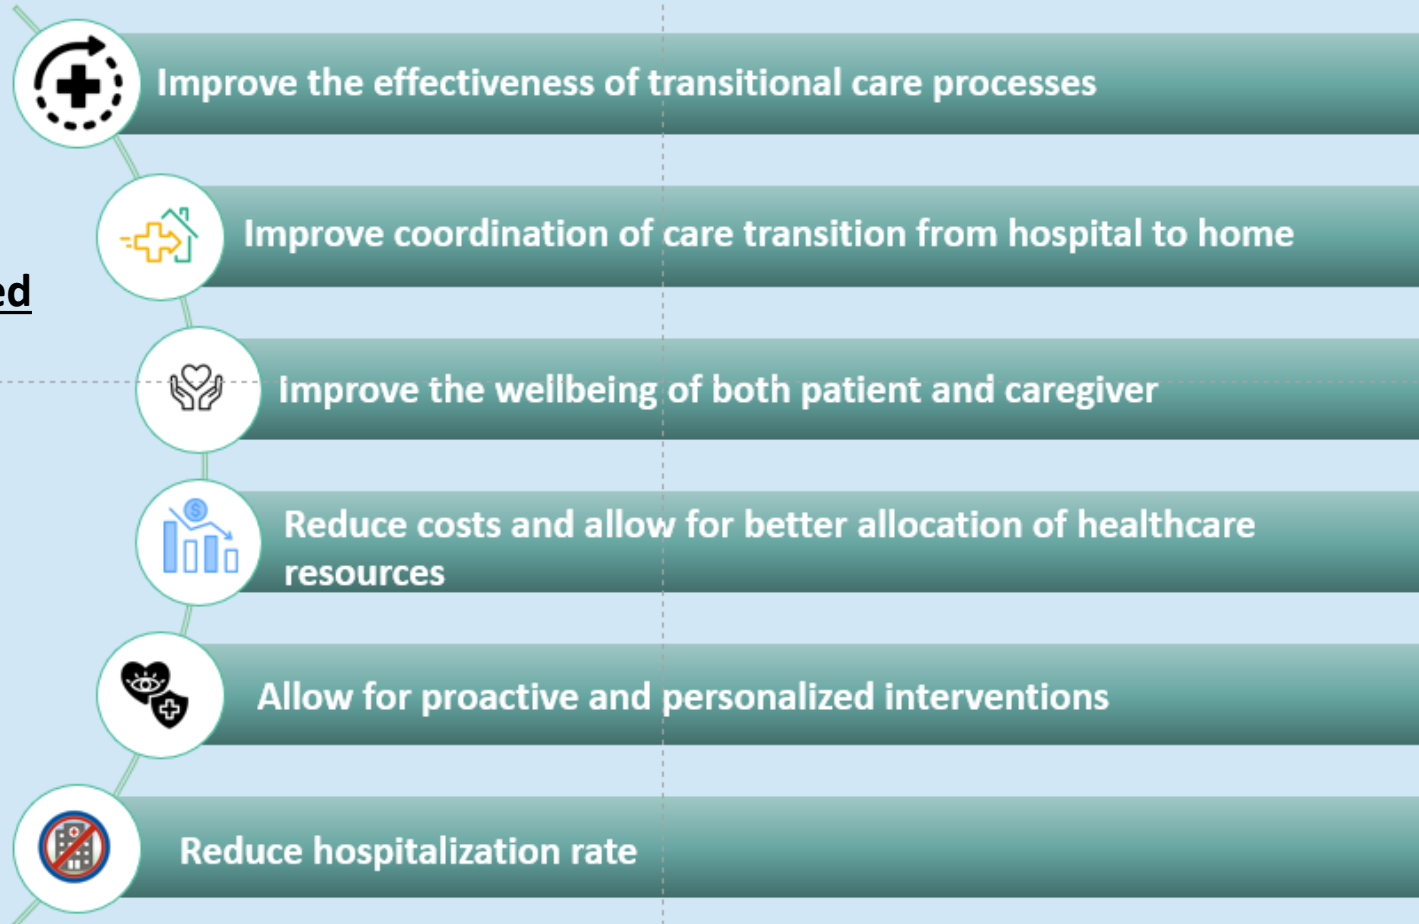 Improve the effectiveness of transitional care processes
Improve coordination of care transition from hospital to home
ed
Improve the wellbeing of both patient and caregiver
$
Reduce costs and allow for better allocation of healthcare
resources
Allow for proactive and personalized interventions
Reduce hospitalization rate